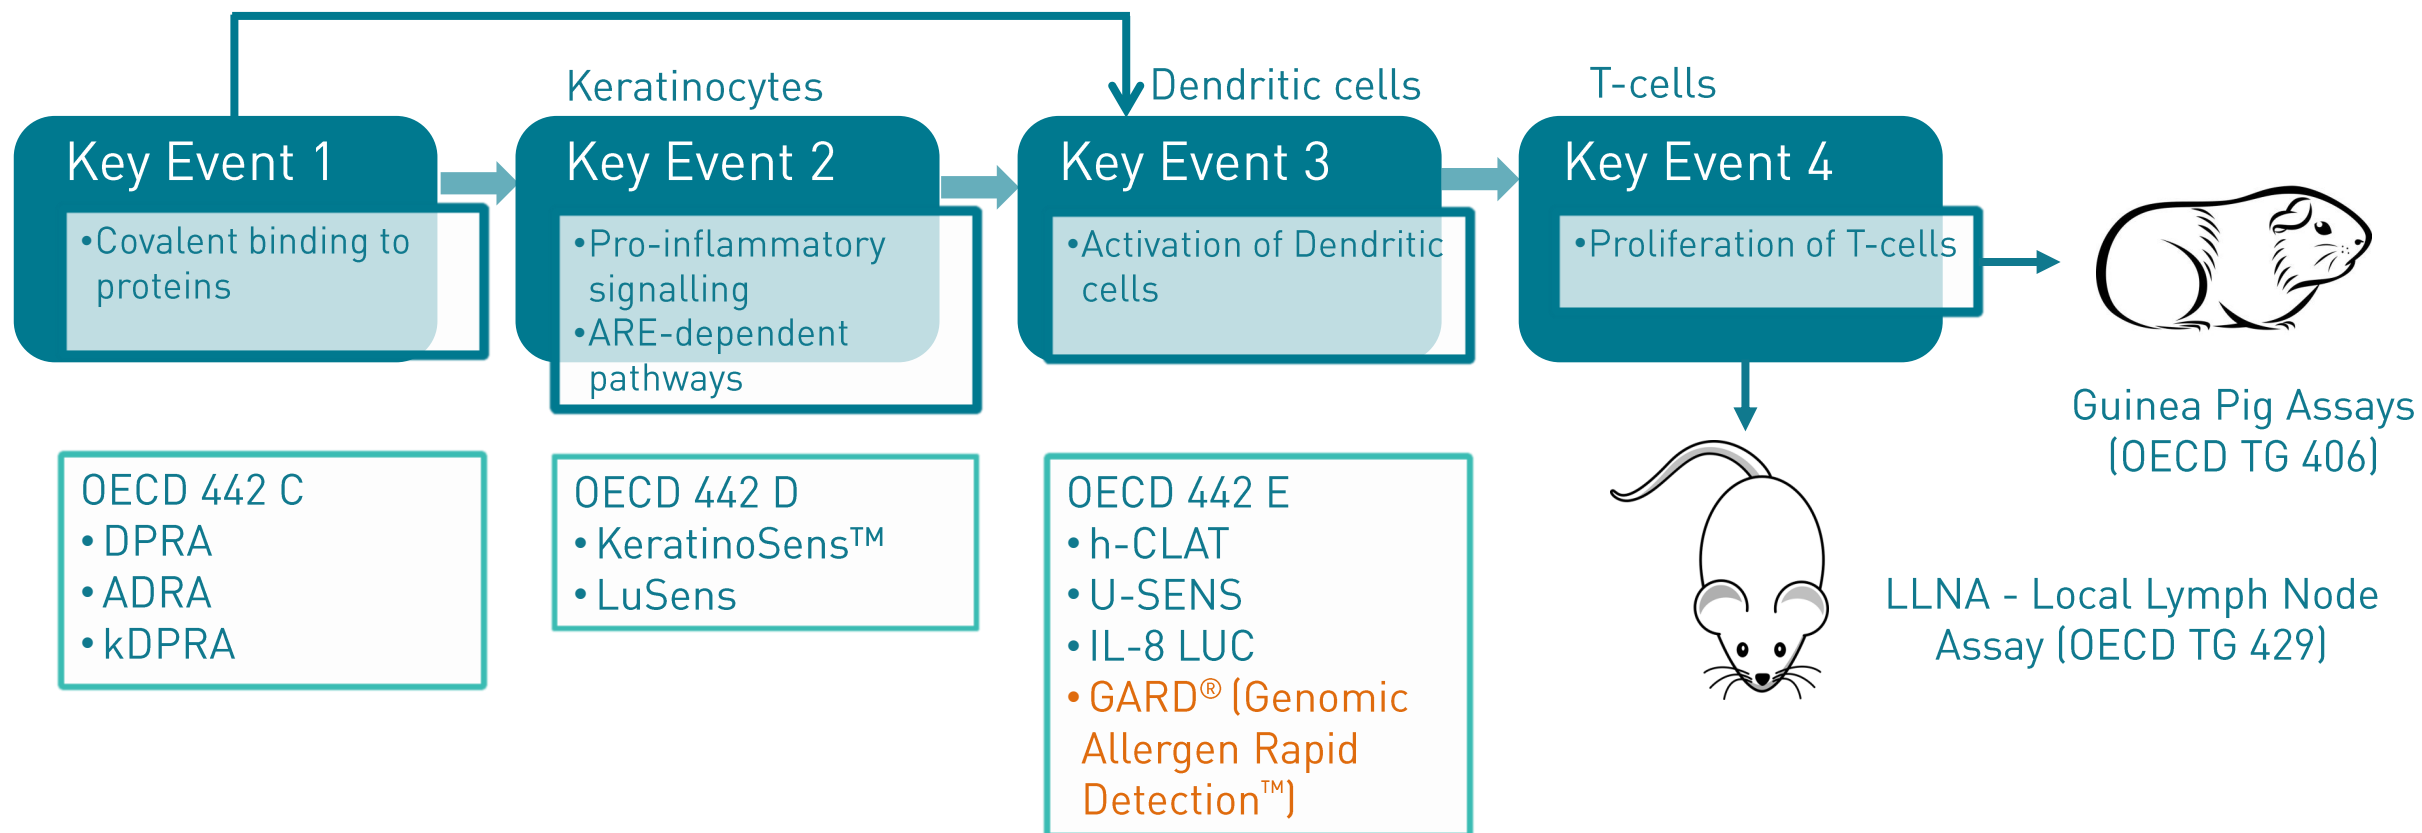 Keratinocytes
Dendritic cells
T-cells
Key Event 1
•Covalent binding to
proteins
Key Event 2
•Pro-inflammatory
signalling
•ARE-dependent
pathways
Key Event 3
•Activation of Dendritic
cells
Key Event 4
•Proliferation of T-cells
OECD 442 C
• DPRA
• ADRA
• kDPRA
OECD 442 D
• KeratinoSens™
• LuSens
OECD 442 E
• h-CLAT
• U-SENS
• IL-8 LUC
• GARD® (Genomic
Allergen Rapid
Detection™)
Guinea Pig Assays
(OECD TG 406)
LLNA - Local Lymph Node
Assay (OECD TG 429)